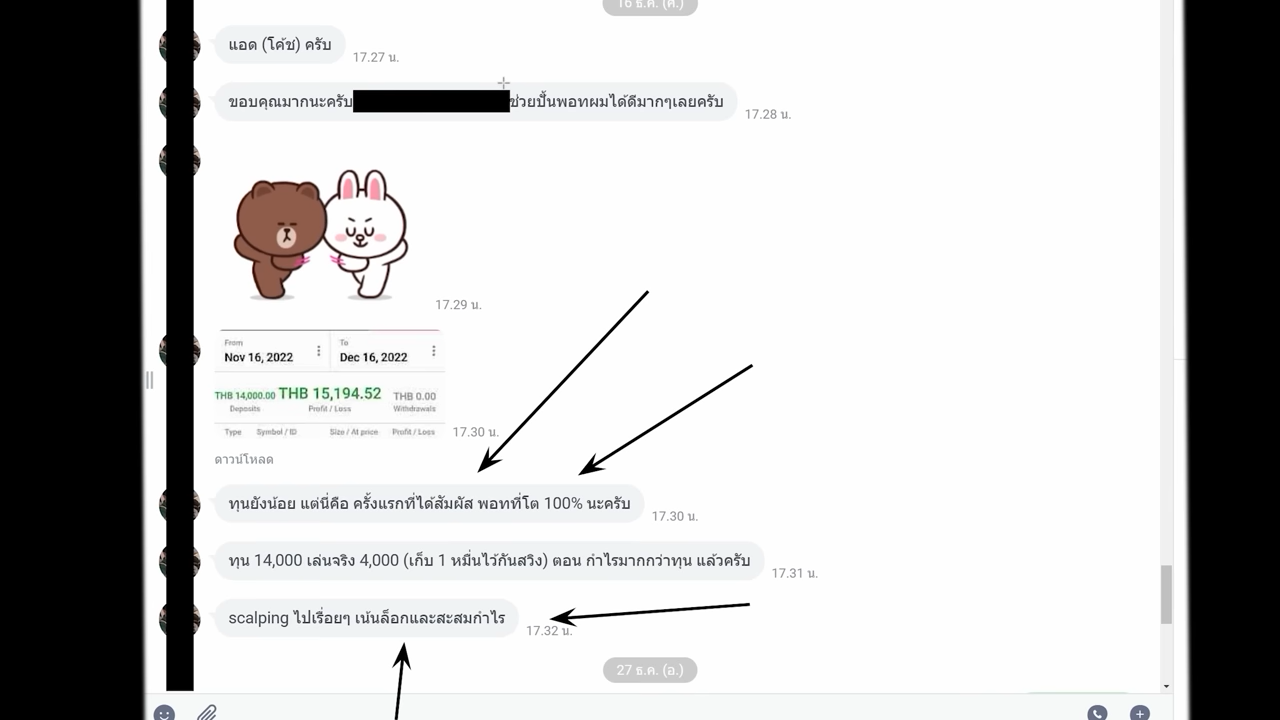 16 ธ.ค. (ศ.)
แอด (โค้ช) ครับ
17.27 น.
ขอบคุณมากนะครับ ช่วยปั้นพอทผมได้ดีมากๆเลยครับ
17.28 น.
17.29 น.
From
To
Nov 16, 2022
Dec 16, 2022
THB 14,000.00 THB 15,194.52 THB 0.00
Deposits Profit / Loss Withdrawals
Type Symbol / ID Size / At price Profit / Loss
17.30 น.
ดาวน์โหลด
ทุนยังน้อย แต่นี่คือ ครั้งแรกที่ได้สัมผัส พอทที่โต 100% นะครับ
17.30 น.
ทุน 14,000 เล่นจริง 4,000 (เก็บ 1 หมื่นไว้กันสวิง) ตอน กำไรมากกว่าทุน แล้วครับ
17.31 น.
scalping ไปเรื่อยๆ เน้นล็อกและสะสมกำไร
17.32 น.
27 ธ.ค. (อ.)